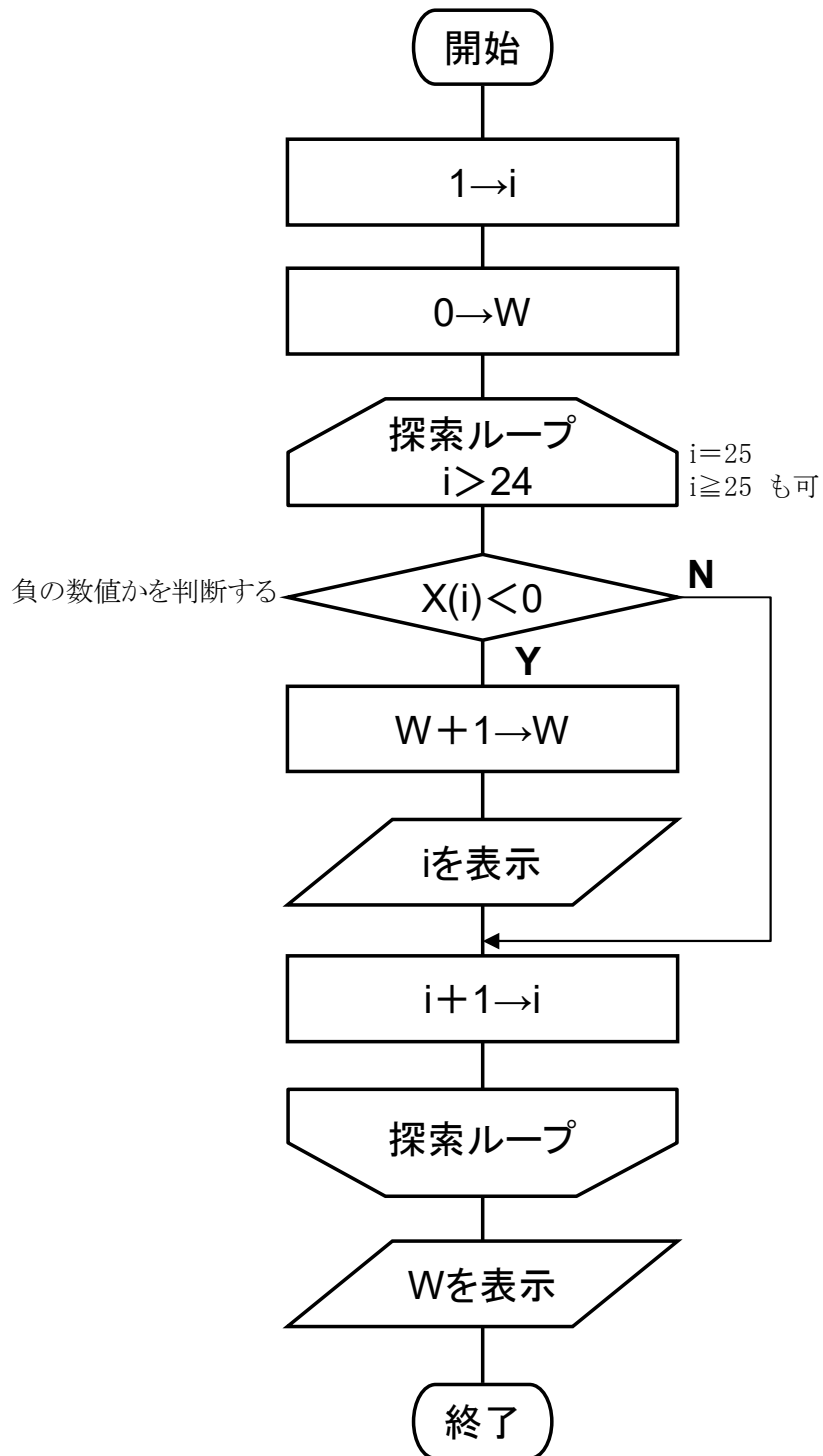 開始
1→i
0→W
探索ループ
i＞24
i＝25
i≧25 も可
負の数値かを判断する
X(i)＜0
N
Y
W＋1→W
iを表示
i＋1→i
探索ループ
Wを表示
終了